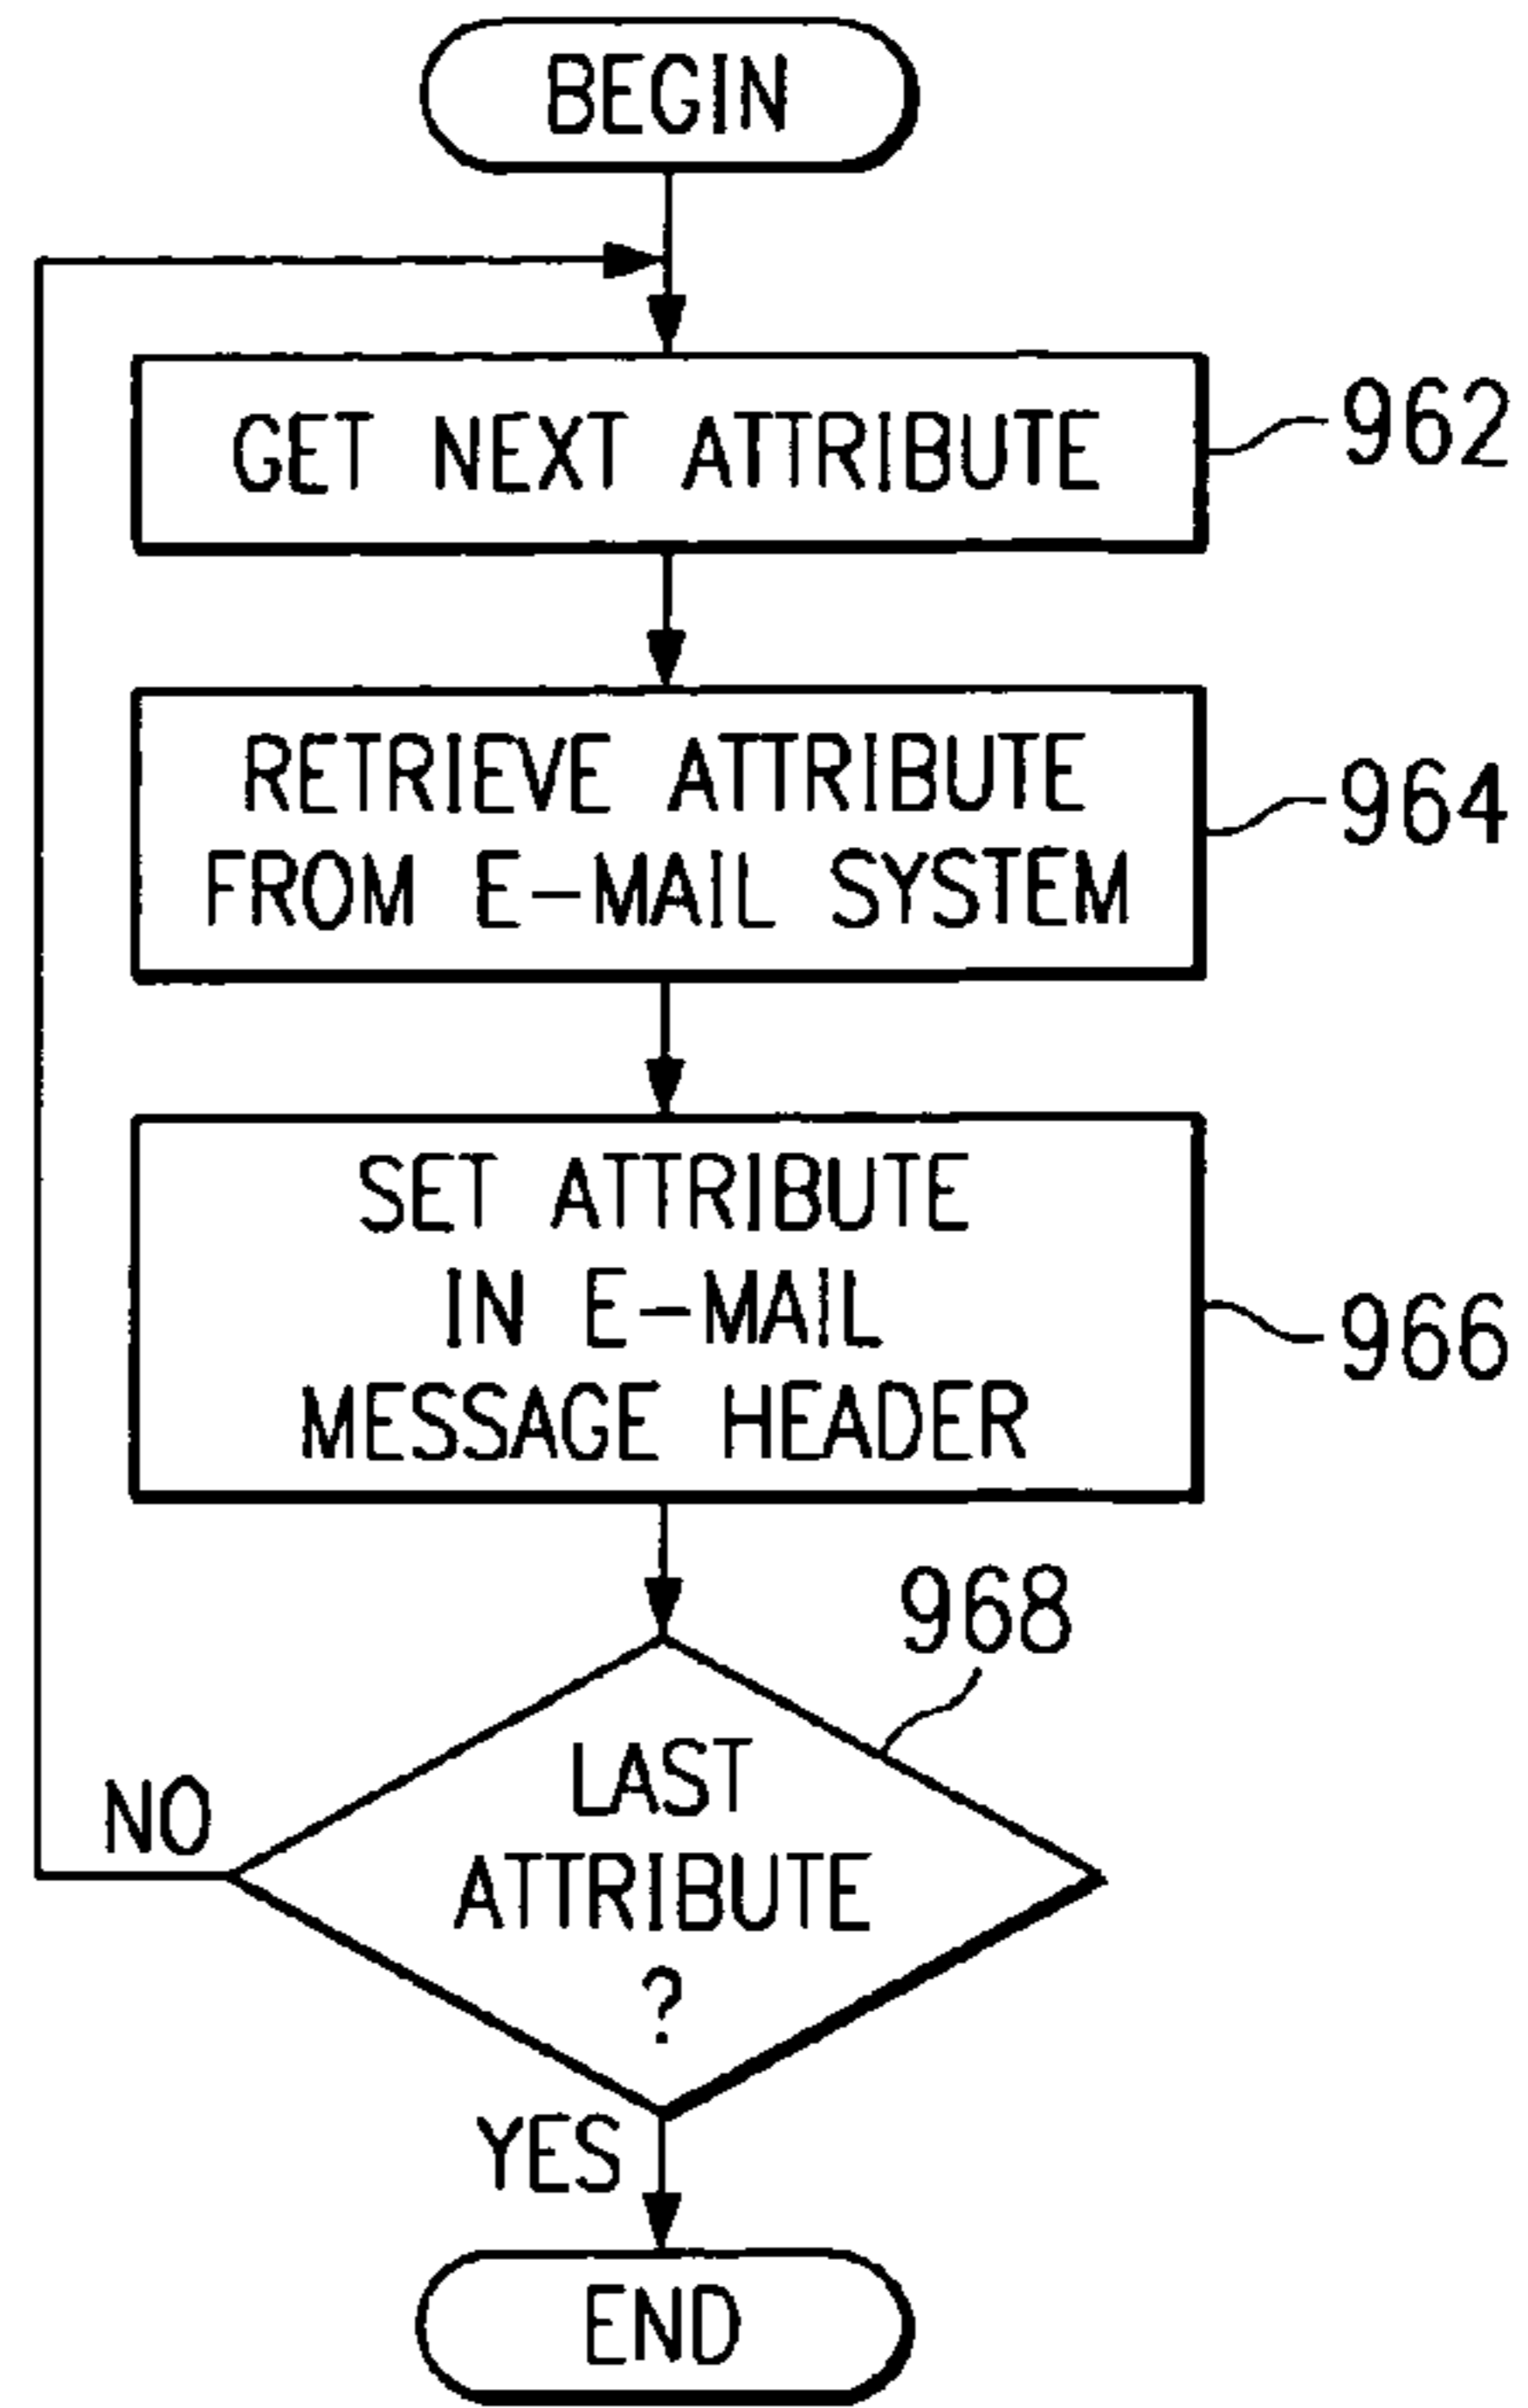 BEGIN
GET NEXT ATTRIBUTE
962
RETRIEVE ATTRIBUTE
FROM E-MAIL SYSTEM
964
SET ATTRIBUTE
IN E-MAIL
MESSAGE HEADER
966
968
LAST
ATTRIBUTE
?
NO
YES
END